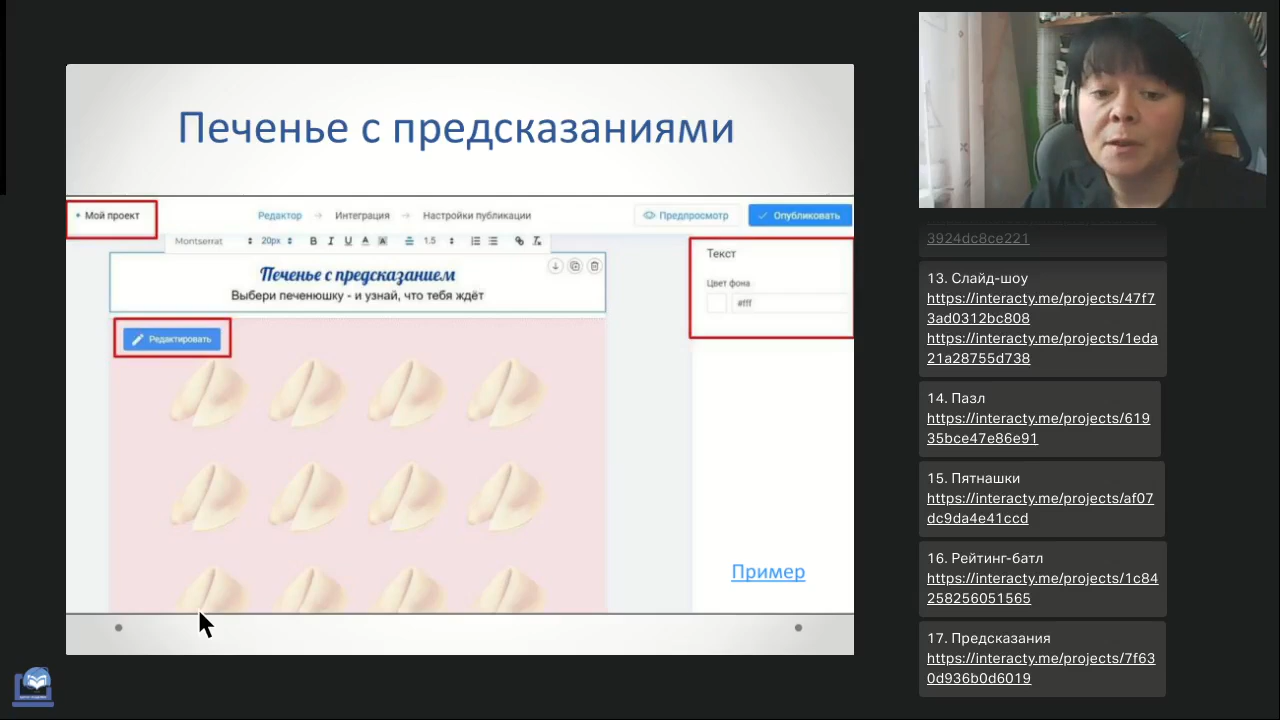 Печенье с предсказаниями
+ Мой проект
Редактор → Интеграция → Настройки публикации
Предпросмотр
Опубликовать
Montserrat 20px B I U A A 1.5
Печенье с предсказанием
Выбери печенюшку - и узнай, что тебя ждёт
Редактировать
Текст
Цвет фона
#fff
Пример
3924dc8ce221
13. Слайд-шоу
https://interacty.me/projects/47f7
3ad0312bc808
https://interacty.me/projects/1eda
21a28755d738
14. Пазл
https://interacty.me/projects/619
35bce47e86e91
15. Пятнашки
https://interacty.me/projects/af07
dc9da4e41ccd
16. Рейтинг-батл
https://interacty.me/projects/1c84
258256051565
17. Предсказания
https://interacty.me/projects/7f63
0d936b0d6019